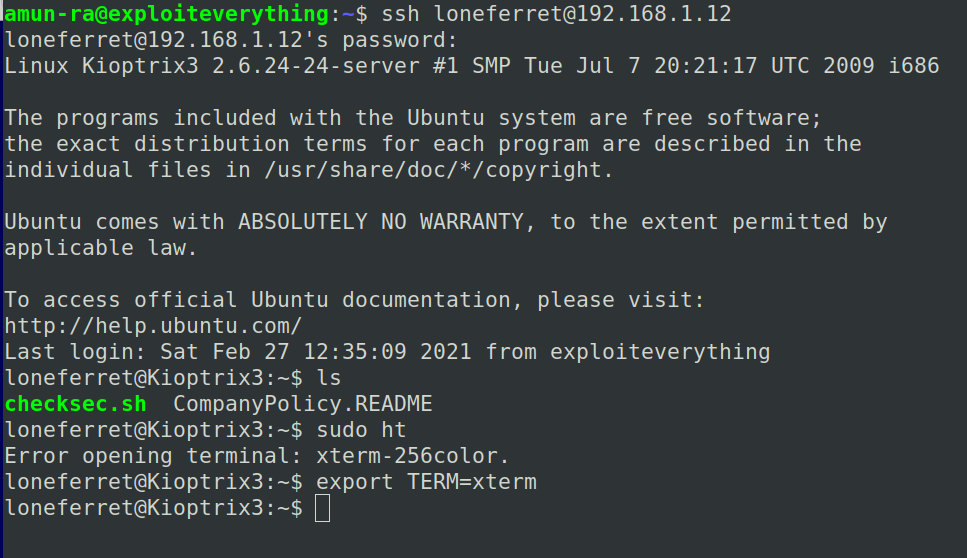 amun-ra@exploiteverything:~$ ssh loneferret@192.168.1.12
loneferret@192.168.1.12's password:
Linux Kioptrix3 2.6.24-24-server #1 SMP Tue Jul 7 20:21:17 UTC 2009 i686
The programs included with the Ubuntu system are free software;
the exact distribution terms for each program are described in the
individual files in /usr/share/doc/*/copyright.
Ubuntu comes with ABSOLUTELY NO WARRANTY, to the extent permitted by
applicable law.
To access official Ubuntu documentation, please visit:
http://help.ubuntu.com/
Last login: Sat Feb 27 12:35:09 2021 from exploiteverything
loneferret@Kioptrix3:~$ ls
checksec.sh  CompanyPolicy.README
loneferret@Kioptrix3:~$ sudo ht
Error opening terminal: xterm-256color.
loneferret@Kioptrix3:~$ export TERM=xterm
loneferret@Kioptrix3:~$